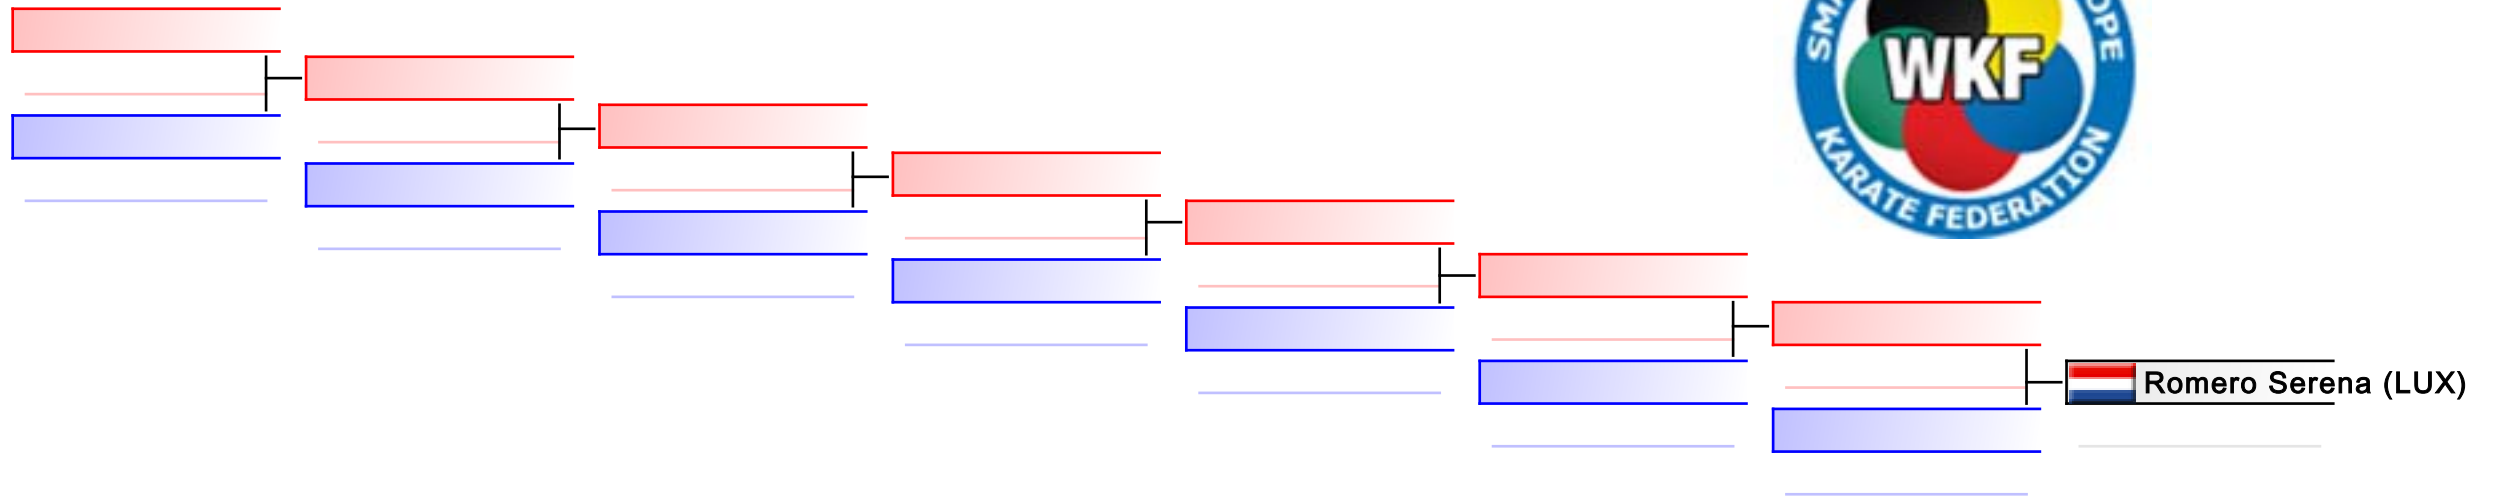 WKF
KARATE FEDERATION
Romero Serena (LUX)